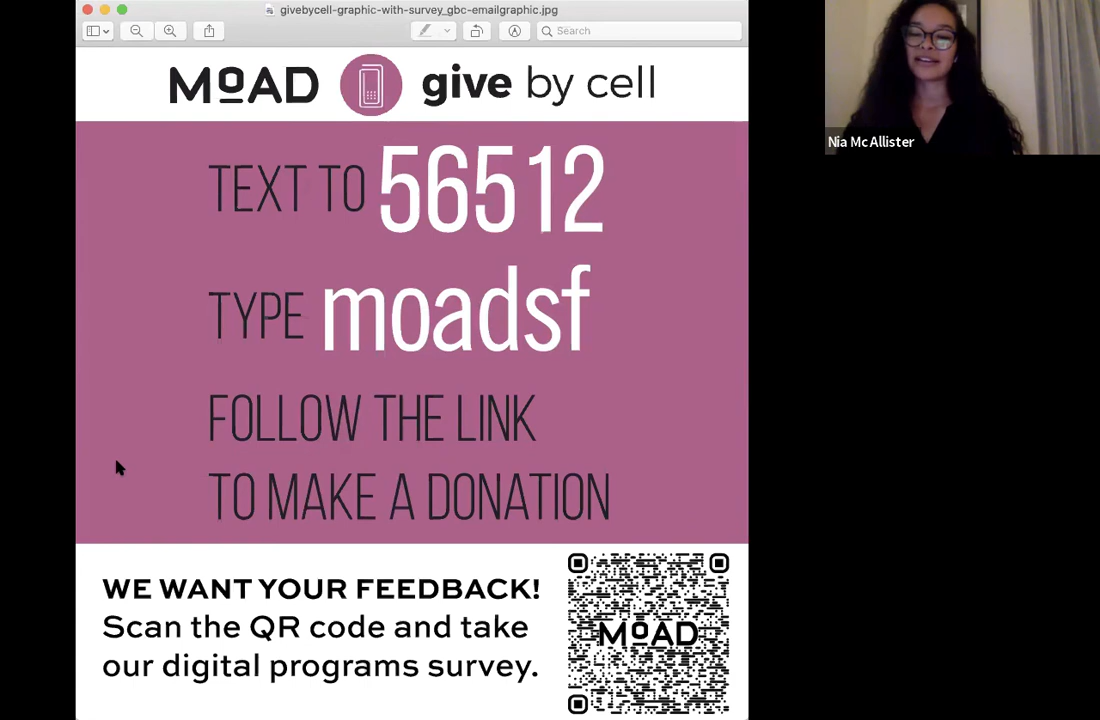 givebycell-graphic-with-survey_gbc-emailgraphic.jpg
Search
MoAD give by cell
TEXT TO 56512
TYPE moadsf
FOLLOW THE LINK
TO MAKE A DONATION
WE WANT YOUR FEEDBACK!
Scan the QR code and take
our digital programs survey.
MoAD
Nia Mc Allister